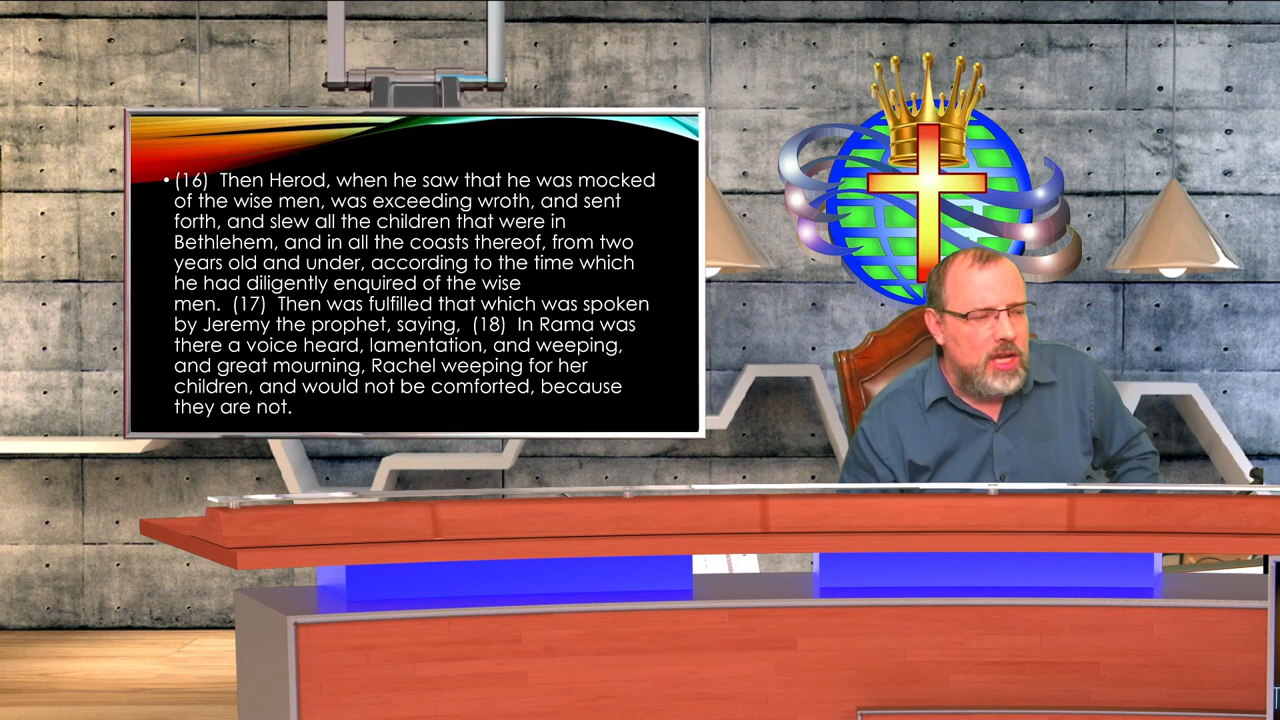 • (16) Then Herod, when he saw that he was mocked
of the wise men, was exceeding wroth, and sent
forth, and slew all the children that were in
Bethlehem, and in all the coasts thereof, from two
years old and under, according to the time which
he had diligently enquired of the wise
men. (17) Then was fulfilled that which was spoken
by Jeremy the prophet, saying, (18) In Rama was
there a voice heard, lamentation, and weeping,
and great mourning, Rachel weeping for her
children, and would not be comforted, because
they are not.